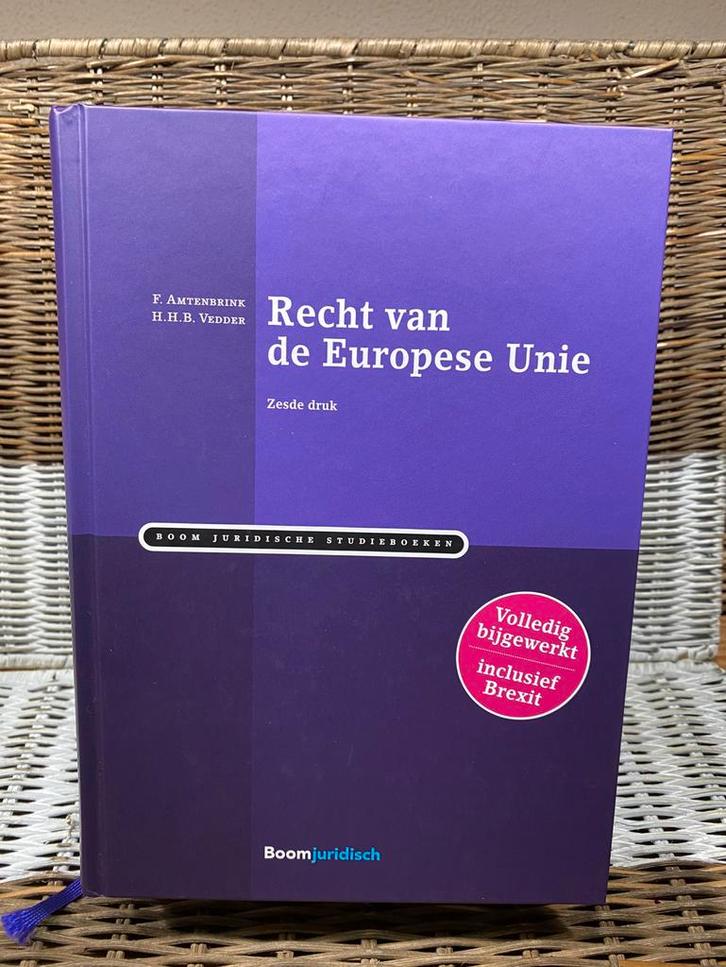 F. Amtenbrink
H.H.B. Vedder
Recht van
de Europese Unie
Zesde druk
BOOM JURIDISCHE STUDIEBOEKEN
Volledig
bijgewerkt
inclusief
Brexit
Boomjuridisch